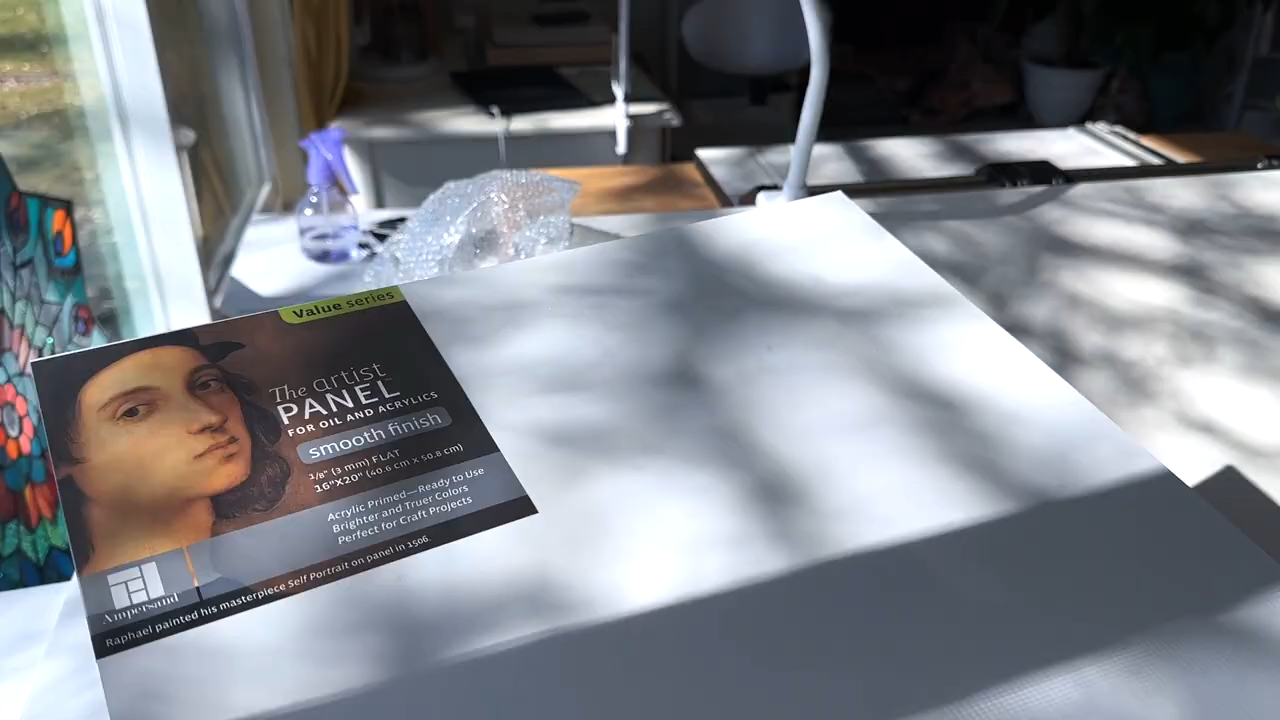 Value series
The artist
PANEL™
FOR OIL AND ACRYLICS
smooth finish
1/8" (3 mm) FLAT
16"X20" (40.6 cm x 50.8 cm)
Acrylic Primed—Ready to Use
Brighter and Truer Colors
Perfect for Craft Projects
Ampersand
Raphael painted his masterpiece Self Portrait on panel in 1506.